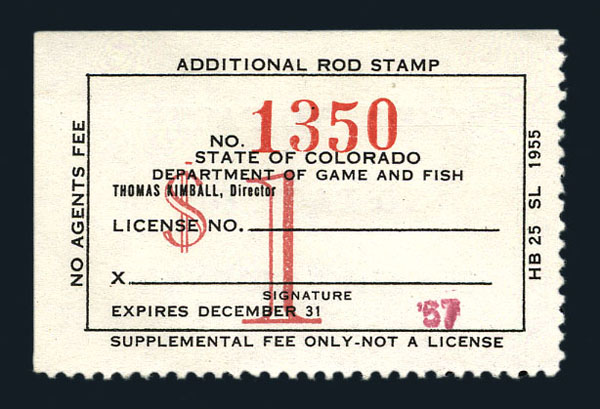 ADDITIONAL ROD STAMP
NO AGENTS FEE
NO. 1350
STATE OF COLORADO
DEPARTMENT OF GAME AND FISH
THOMAS KIMBALL, Director
$1
LICENSE NO.
X
SIGNATURE
EXPIRES DECEMBER 31
'57
HB 25 SL 1955
SUPPLEMENTAL FEE ONLY-NOT A LICENSE